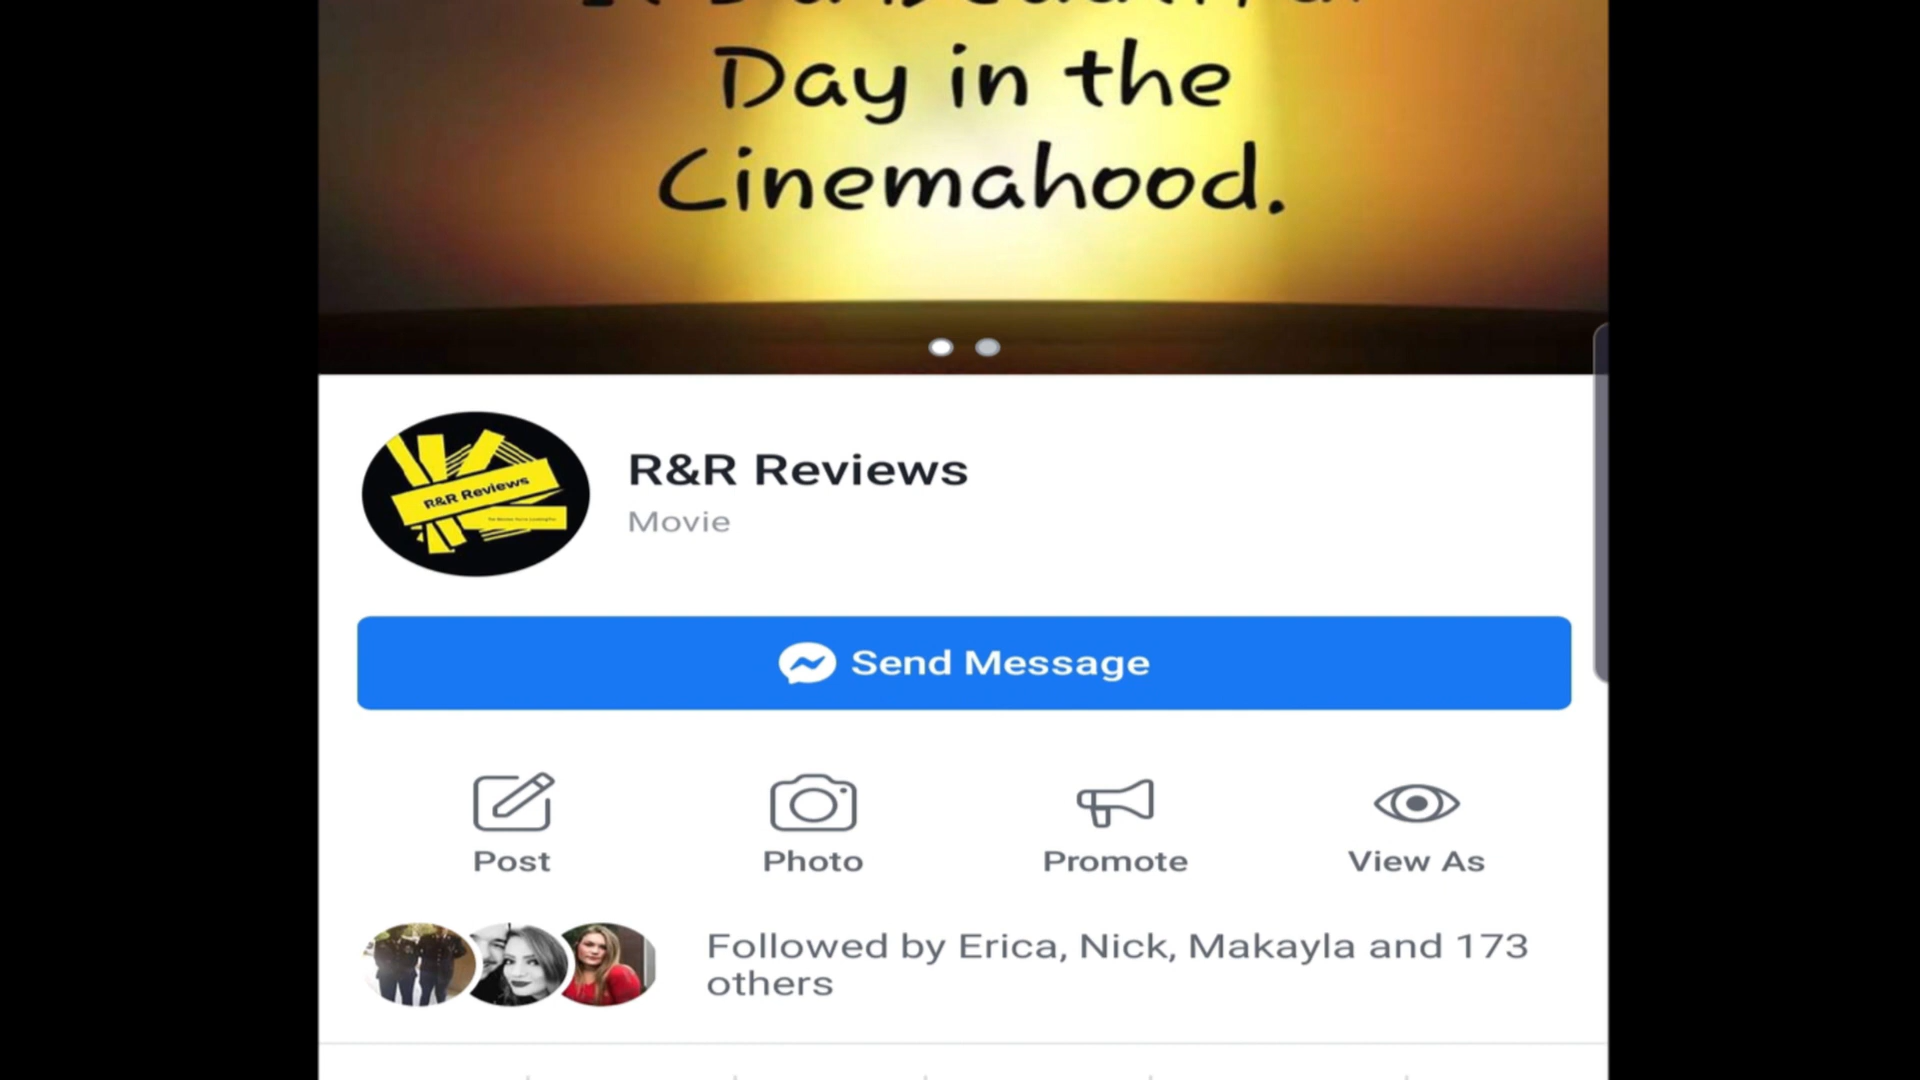 Day in the
Cinemahood.
R&R Reviews
R&R Reviews
Movie
Send Message
Post
Photo
Promote
View As
Followed by Erica, Nick, Makayla and 173
others